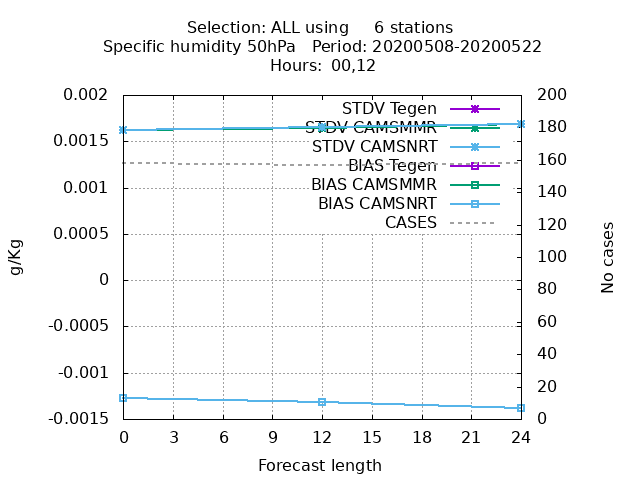 Selection: ALL using 6 stations
Specific humidity 50hPa Period: 20200508-20200522
Hours: 00,12
0.002
0.0015
0.001
0.0005
0
-0.0005
-0.001
-0.0015
g/Kg
STDV Tegen
STDV CAMSMMR
STDV CAMSNRT
BIAS Tegen
BIAS CAMSMMR
BIAS CAMSNRT
CASES
200
180
160
140
120
100
80
60
40
20
0
No cases
0 3 6 9 12 15 18 21 24
Forecast length